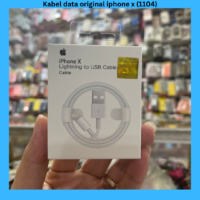 Kabel data original iphone x (1104)
iPhone X
Lightning to USB Cable
Cable